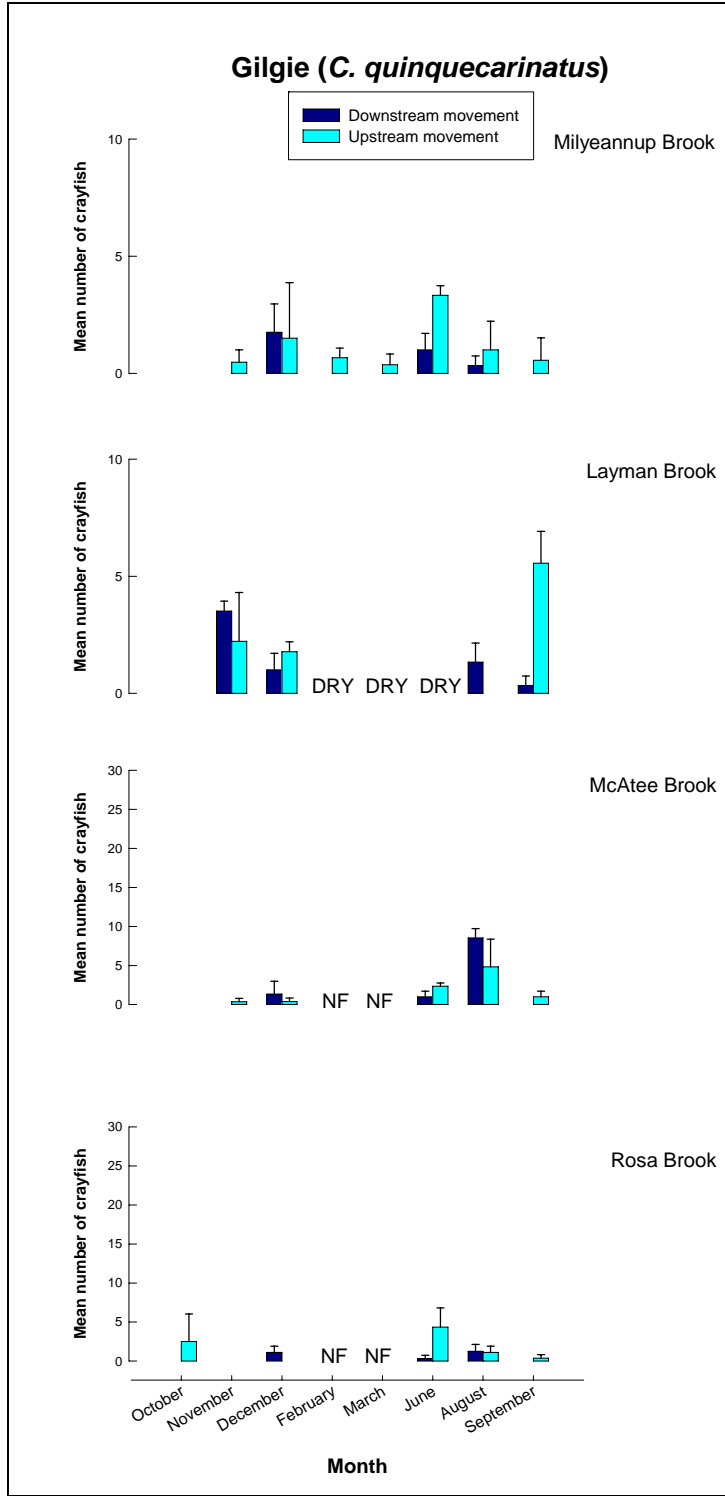 Gilgie (C. quinquecarinatus)
Downstream movement
Upstream movement
Milyeannup Brook
Mean number of crayfish
10
5
0
Layman Brook
Mean number of crayfish
10
5
0
DRY DRY DRY
McAtee Brook
Mean number of crayfish
30
25
20
15
10
5
0
NF NF
Rosa Brook
Mean number of crayfish
30
25
20
15
10
5
0
NF NF
October
November
December
February
March
June
August
September
Month